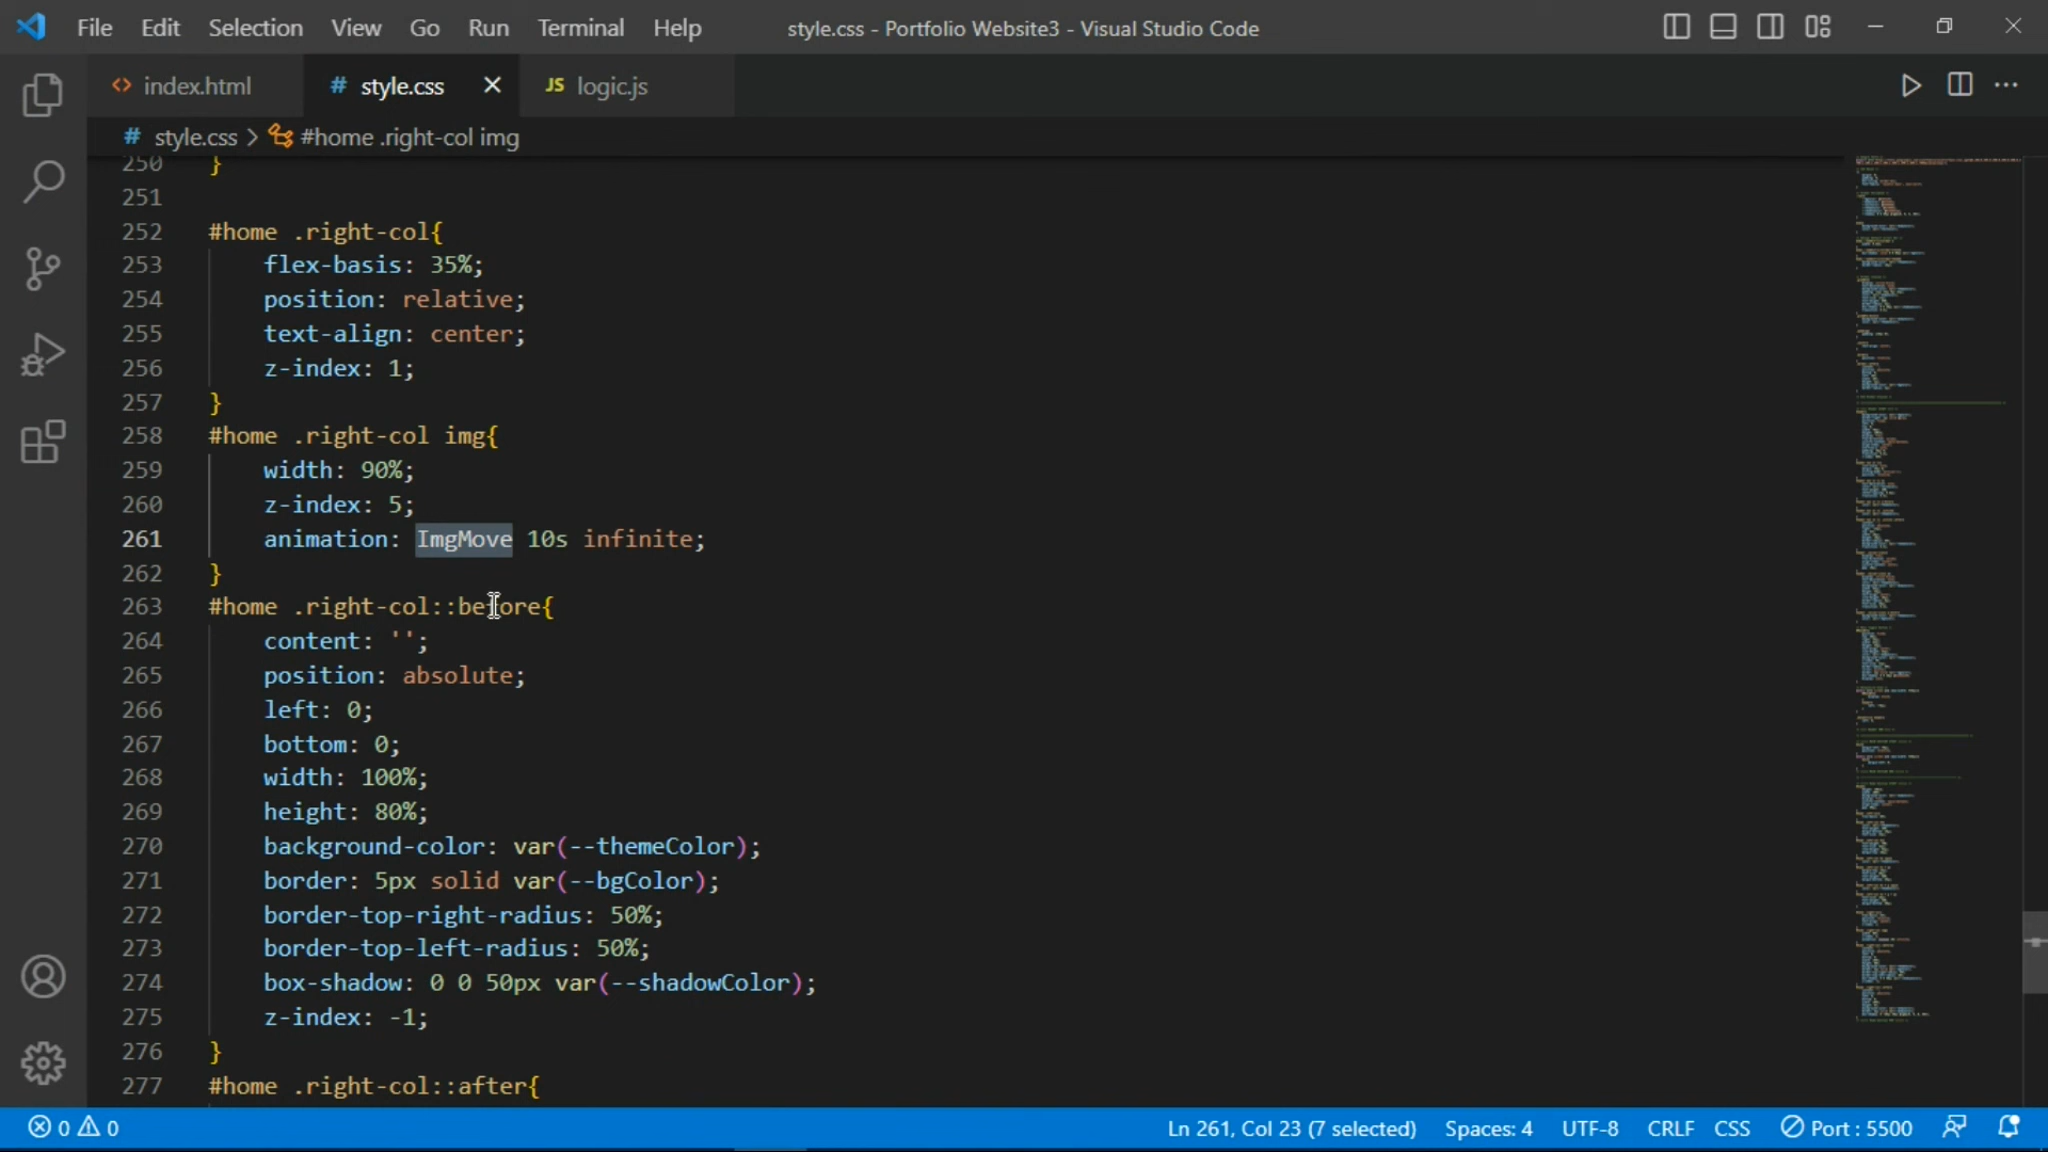 File Edit Selection View Go Run Terminal Help style.css - Portfolio Website3 - Visual Studio Code
<> index.html # style.css × JS logic.js
# style.css > #home .right-col img
250 }
251
252 #home .right-col{
253 flex-basis: 35%;
254 position: relative;
255 text-align: center;
256 z-index: 1;
257 }
258 #home .right-col img{
259 width: 90%;
260 z-index: 5;
261 animation: ImgMove 10s infinite;
262 }
263 #home .right-col::before{
264 content: '';
265 position: absolute;
266 left: 0;
267 bottom: 0;
268 width: 100%;
269 height: 80%;
270 background-color: var(--themeColor);
271 border: 5px solid var(--bgColor);
272 border-top-right-radius: 50%;
273 border-top-left-radius: 50%;
274 box-shadow: 0 0 50px var(--shadowColor);
275 z-index: -1;
276 }
277 #home .right-col::after{
0 0 Ln 261, Col 23 (7 selected) Spaces: 4 UTF-8 CRLF CSS Port : 5500